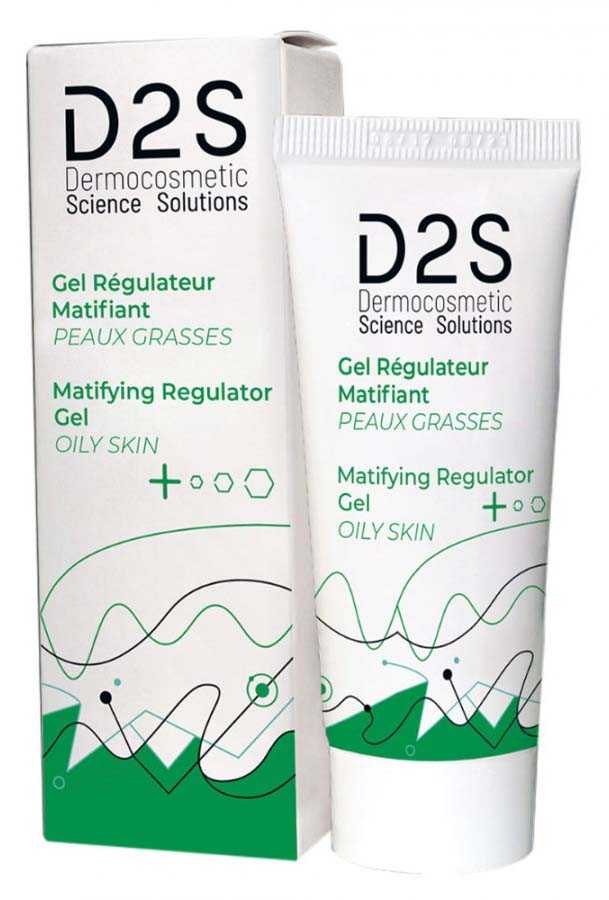 D2S
Dermocosmetic
Science Solutions
Gel Régulateur
Matifiant
PEAUX GRASSES
Matifying Regulator
Gel
OILY SKIN
D2S
Dermocosmetic
Science Solutions
Gel Régulateur
Matifiant
PEAUX GRASSES
Matifying Regulator
Gel
OILY SKIN